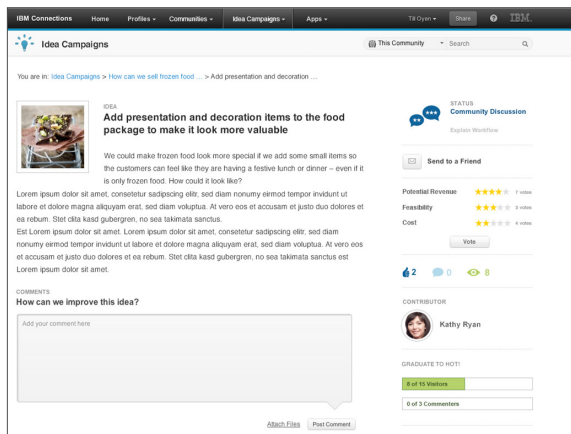 IBM Connections Home Profiles Communities Idea Campaigns Apps Till Oyen Share ? IBM.
Idea Campaigns This Community Search
You are in: Idea Campaigns > How can we sell frozen food ... > Add presentation and decoration ...
IDEA
Add presentation and decoration items to the food
package to make it look more valuable
We could make frozen food look more special if we add some small items so
the customers can feel like they are having a festive lunch or dinner – even if it
is only frozen food. How could it look like?
Lorem ipsum dolor sit amet, consetetur sadipscing elitr, sed diam nonumy eirmod tempor invidunt ut
labore et dolore magna aliquyam erat, sed diam voluptua. At vero eos et accusam et justo duo dolores et
ea rebum. Stet clita kasd gubergren, no sea takimata sanctus.
Est Lorem ipsum dolor sit amet. Lorem ipsum dolor sit amet, consetetur sadipscing elitr, sed diam
nonumy eirmod tempor invidunt ut labore et dolore magna aliquyam erat, sed diam voluptua. At vero eos
et accusam et justo duo dolores et ea rebum. Stet clita kasd gubergren, no sea takimata sanctus est
Lorem ipsum dolor sit amet.
COMMENTS
How can we improve this idea?
Add your comment here
Attach Files Post Comment
STATUS
Community Discussion
Explain Workflow
Send to a Friend
Potential Revenue 7 votes
Feasibility 3 votes
Cost 4 votes
Vote
2 0 8
CONTRIBUTOR
Kathy Ryan
GRADUATE TO HOT!
8 of 15 Visitors
0 of 3 Commenters